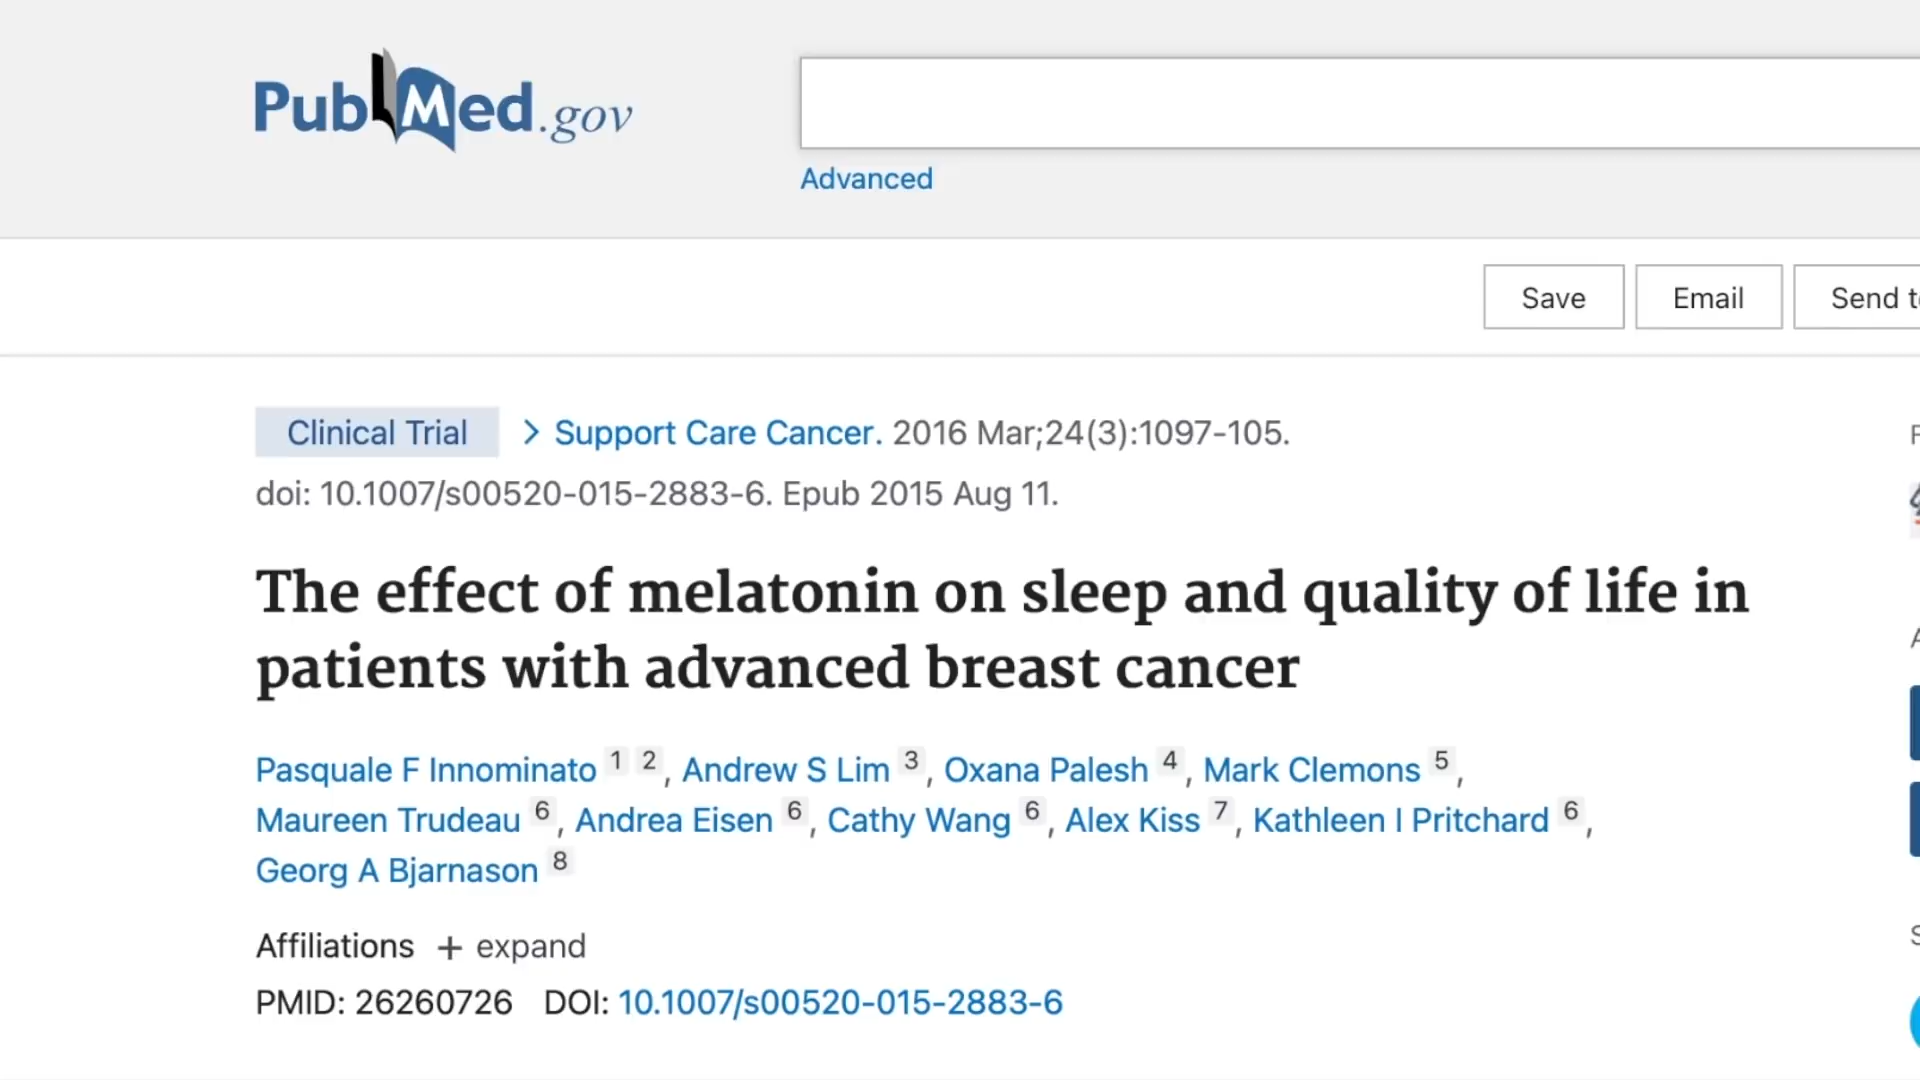 PubMed.gov
Advanced
Save Email Send t
Clinical Trial > Support Care Cancer. 2016 Mar;24(3):1097-105.
doi: 10.1007/s00520-015-2883-6. Epub 2015 Aug 11.
The effect of melatonin on sleep and quality of life in
patients with advanced breast cancer
Pasquale F Innominato 1 2, Andrew S Lim 3, Oxana Palesh 4, Mark Clemons 5,
Maureen Trudeau 6, Andrea Eisen 6, Cathy Wang 6, Alex Kiss 7, Kathleen I Pritchard 6,
Georg A Bjarnason 8
Affiliations + expand
PMID: 26260726 DOI: 10.1007/s00520-015-2883-6